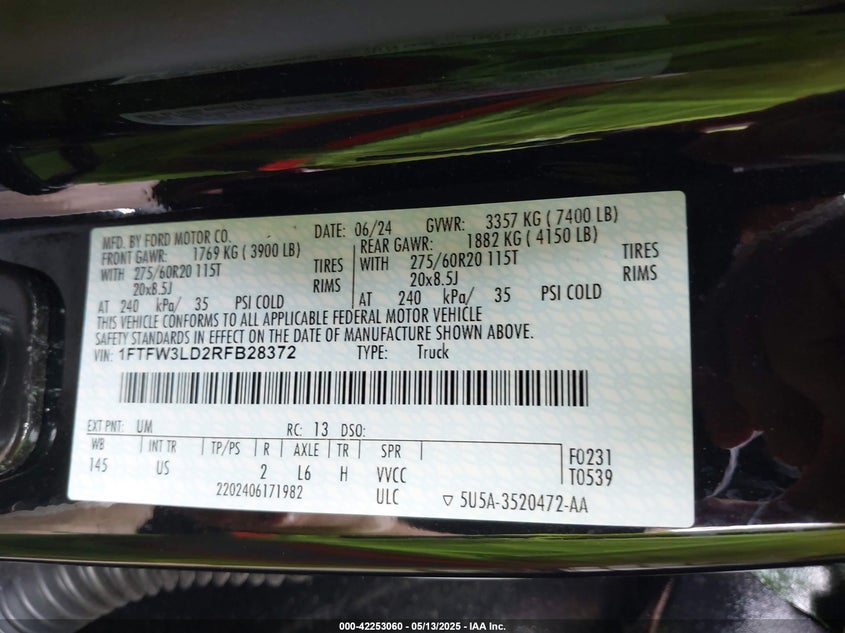 MFD. BY FORD MOTOR CO. DATE: 06/24 GVWR: 3357 KG ( 7400 LB)
FRONT GAWR: 1769 KG ( 3900 LB) REAR GAWR: 1882 KG ( 4150 LB)
WITH 275/60R20 115T TIRES WITH 275/60R20 115T TIRES
20x8.5J RIMS 20x8.5J RIMS
AT 240 kPa/ 35 PSI COLD AT 240 kPa/ 35 PSI COLD
THIS VEHICLE CONFORMS TO ALL APPLICABLE FEDERAL MOTOR VEHICLE
SAFETY STANDARDS IN EFFECT ON THE DATE OF MANUFACTURE SHOWN ABOVE.
VIN: 1FTFW3LD2RFB28372 TYPE: Truck
EXT PNT: UM RC: 13 DSO:
WB INT TR TP/PS R AXLE TR SPR F0231
145 US 2 L6 H VVCC T0539
2202406171982 ULC ▽ 5U5A-3520472-AA
000-42253060 - 05/13/2025 - IAA Inc.